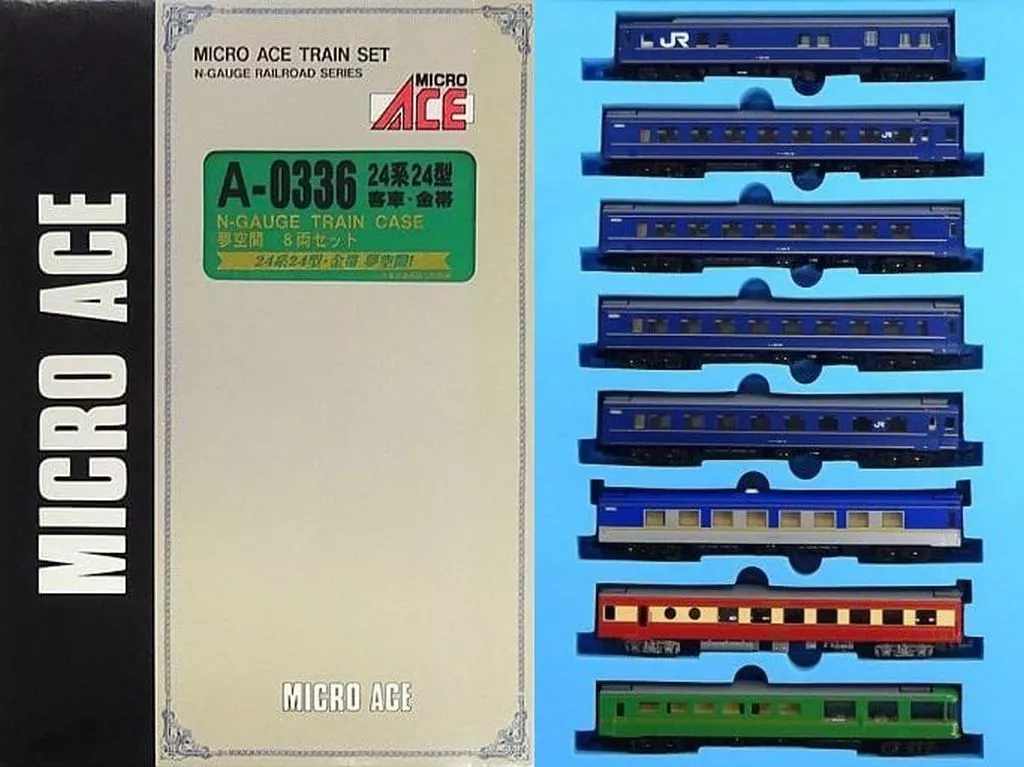 MICRO ACE
MICRO ACE TRAIN SET
N-GAUGE RAILROAD SERIES
MICRO
ACE
A-0336 24系24型
客車・金帯
N-GAUGE TRAIN CASE
夢空間 8両セット
24系24型・金帯 夢空間!
MICRO ACE
JR
JR
JR